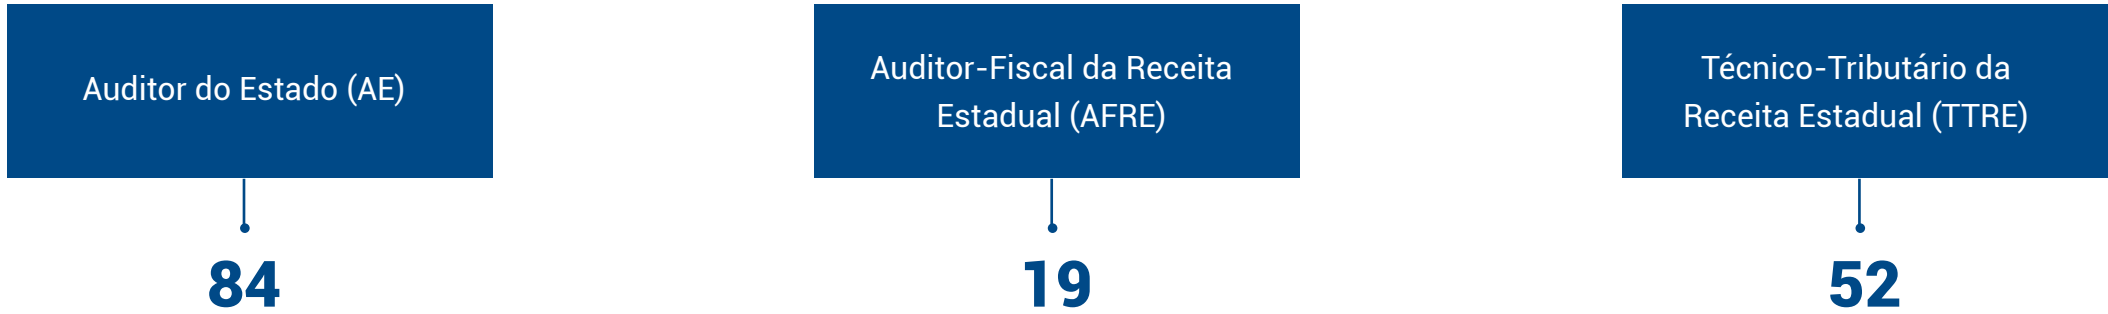 Auditor do Estado (AE)
84
Auditor-Fiscal da Receita
Estadual (AFRE)
19
Técnico-Tributário da
Receita Estadual (TTRE)
52